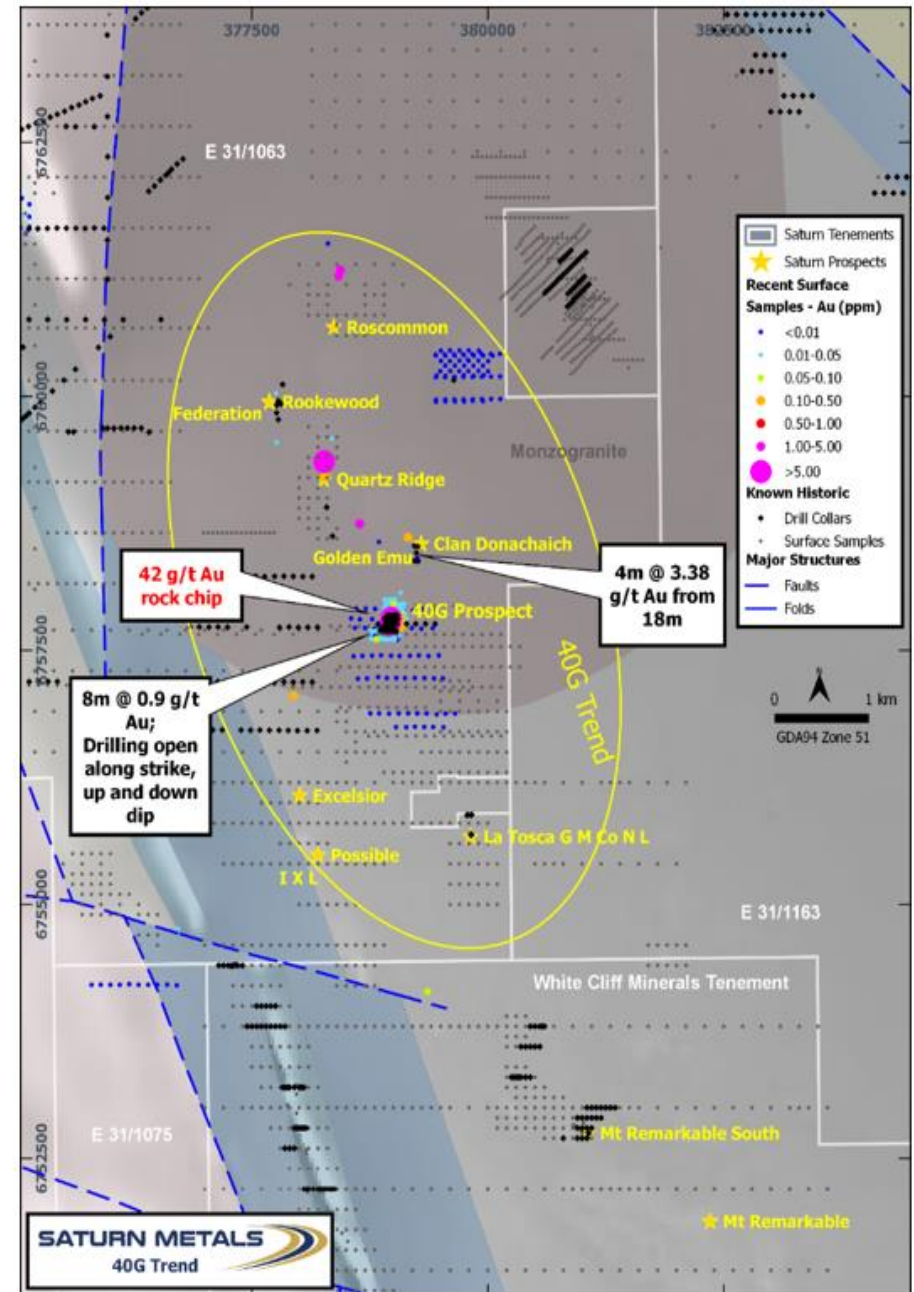 377500
380000
382500
6762500
E 31/1063
Saturn Tenements
Saturn Prospects
Recent Surface
Samples - Au (ppm)
<0.01
0.01-0.05
0.05-0.10
0.10-0.50
0.50-1.00
1.00-5.00
>5.00
Known Historic
Drill Collars
Surface Samples
Major Structures
Faults
Folds
Roscommon
6760000
Federation
Rookewood
Monzogranite
Quartz Ridge
Clan Donachaich
Golden Emu
42 g/t Au
rock chip
4m @ 3.38
g/t Au from
18m
40G Prospect
6757500
40G Trend
N
0 1 km
GDA94 Zone 51
8m @ 0.9 g/t
Au;
Drilling open
along strike,
up and down
dip
Excelsior
La Tosca G M Co N L
Possible
I X L
6755000
E 31/1163
White Cliff Minerals Tenement
E 31/1075
Mt Remarkable South
6752500
Mt Remarkable
SATURN METALS
40G Trend